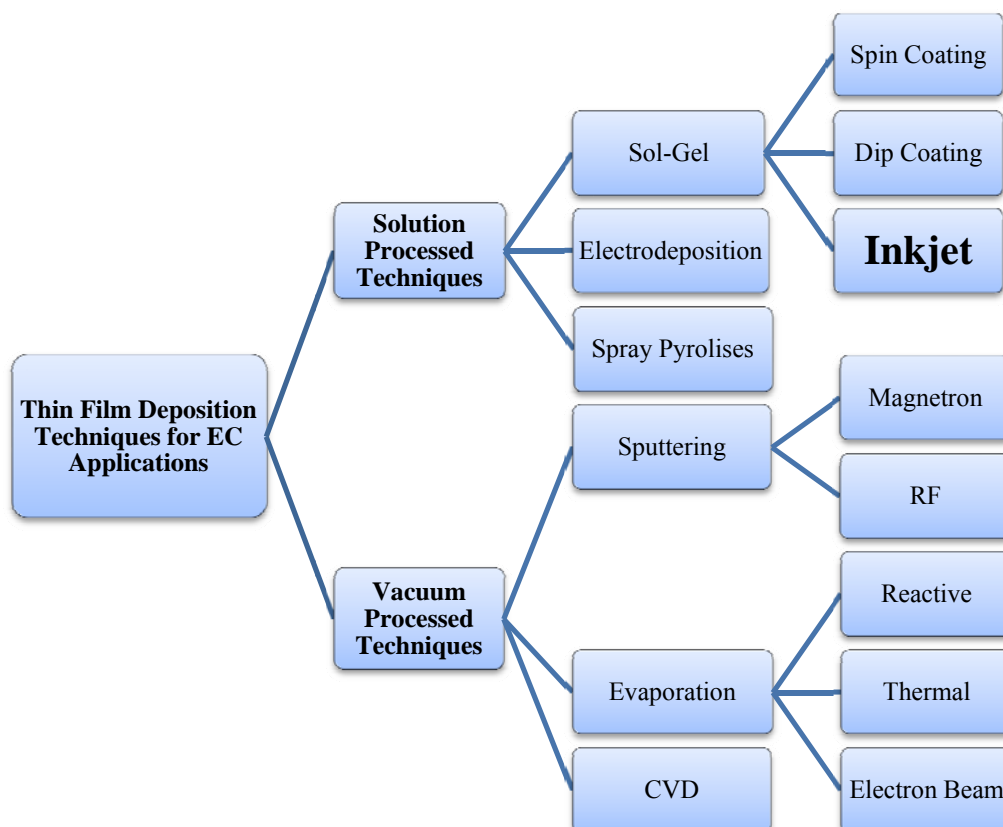 Thin Film Deposition
Techniques for EC
Applications
Solution
Processed
Techniques
Sol-Gel
Spin Coating
Dip Coating
Inkjet
Electrodeposition
Spray Pyrolises
Vacuum
Processed
Techniques
Sputtering
Magnetron
RF
Evaporation
Reactive
Thermal
Electron Beam
CVD